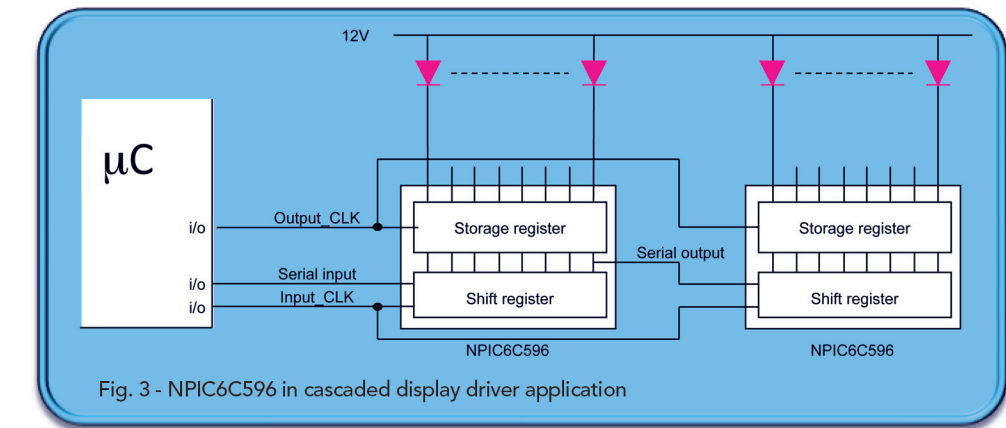 12V
μC
i/o
Output_CLK
Storage register
Storage register
Serial output
i/o
Serial input
i/o
Input_CLK
Shift register
Shift register
NPIC6C596
NPIC6C596
Fig. 3 - NPIC6C596 in cascaded display driver application